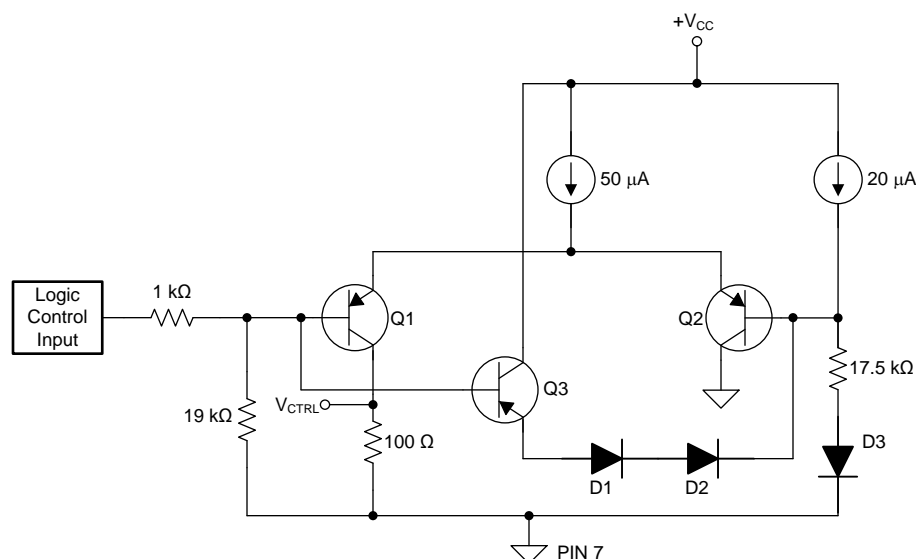 +VCC
50 μA
20 μA
Logic
Control
Input
1 kΩ
Q1
Q2
17.5 kΩ
Q3
VCTRL
19 kΩ
100 Ω
D3
D1
D2
PIN 7